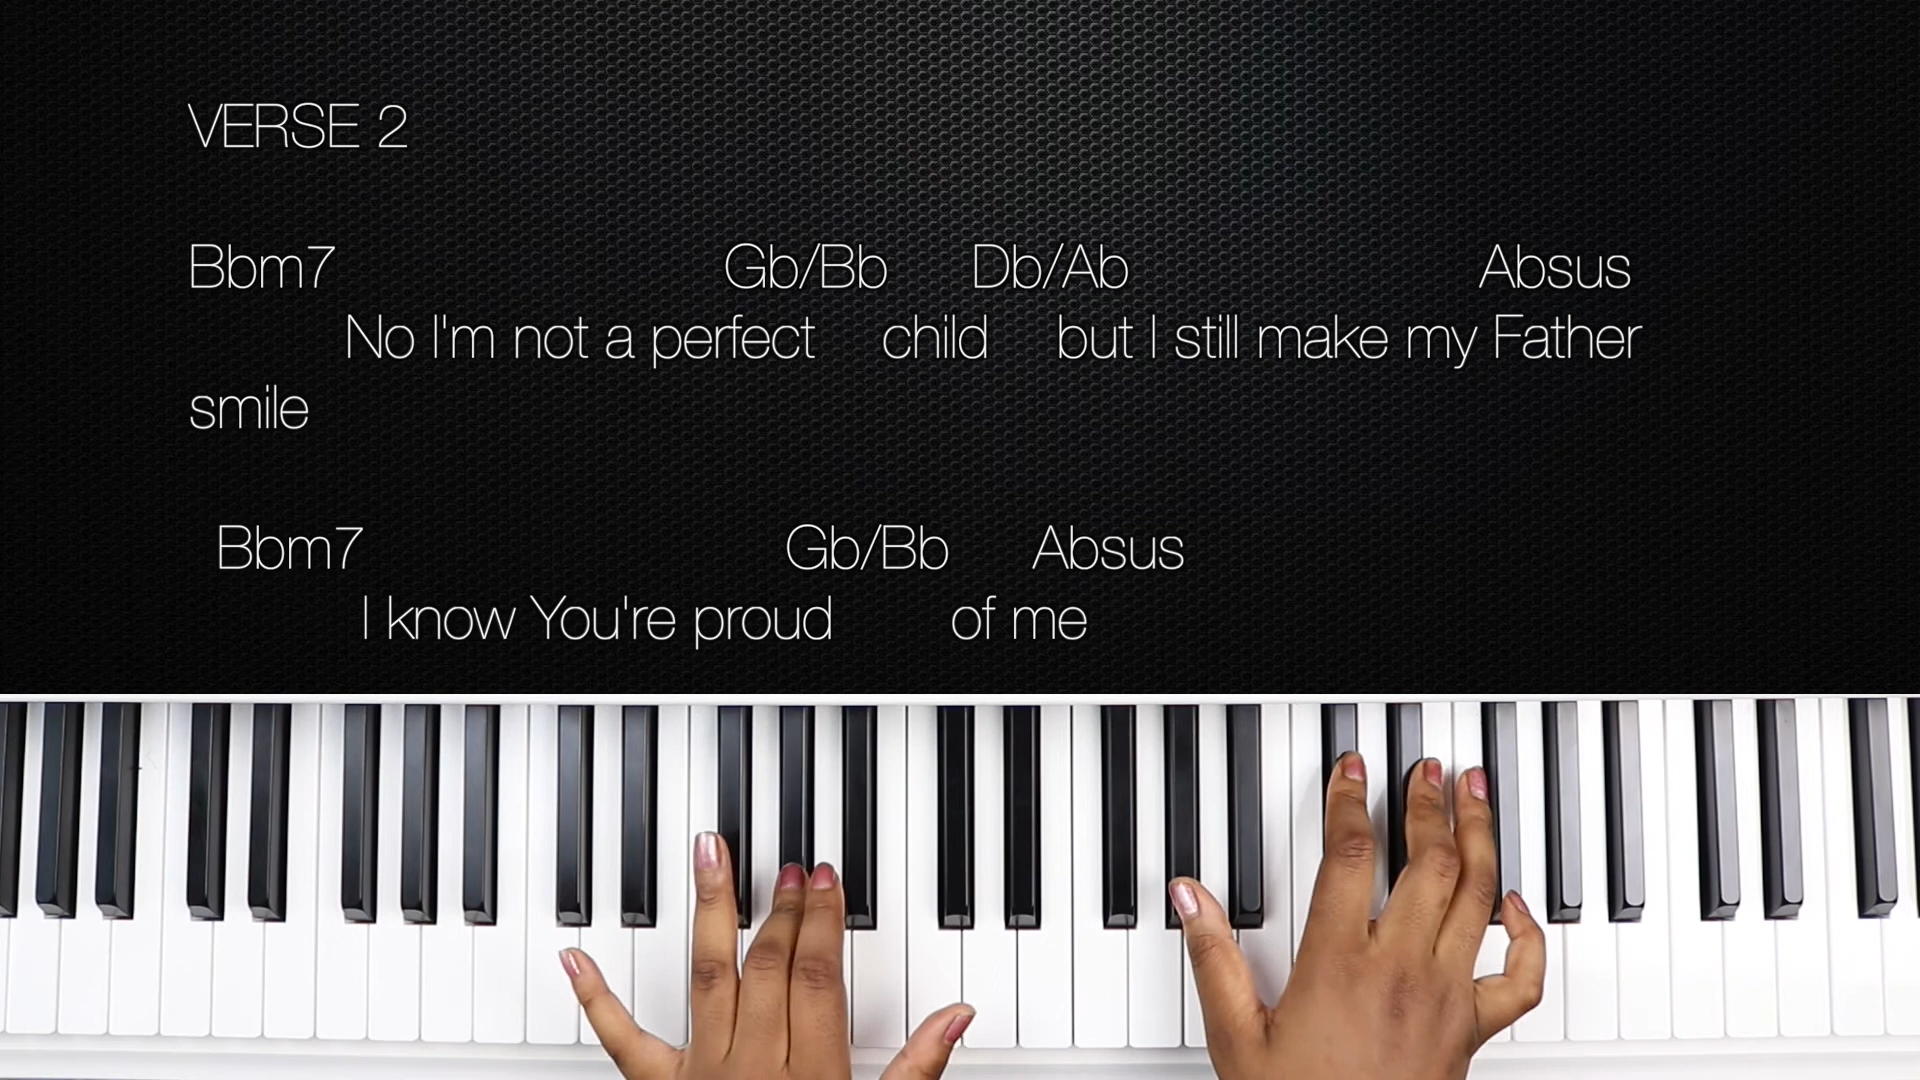 VERSE 2
Bbm7 Gb/Bb Db/Ab Absus
No I'm not a perfect child but I still make my Father
smile
Bbm7 Gb/Bb Absus
I know You're proud of me